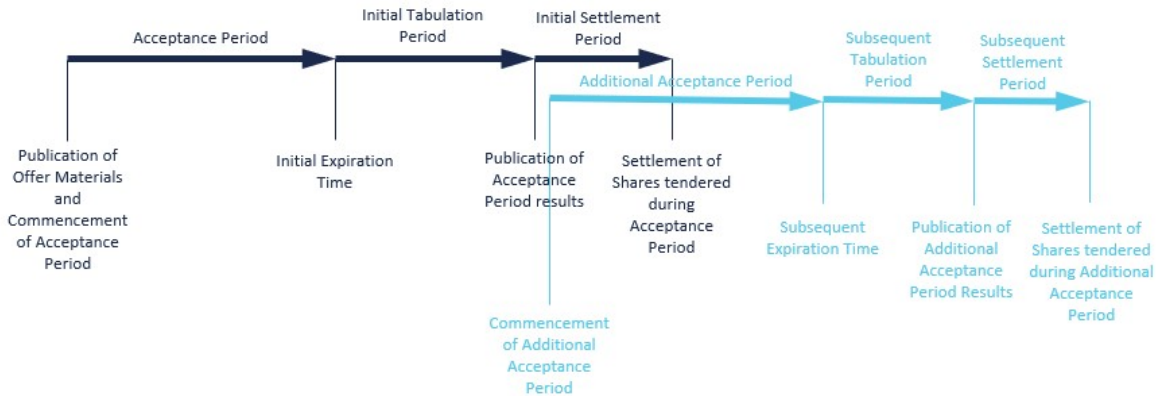 Acceptance Period
Initial Tabulation
Period
Initial Settlement
Period
Subsequent
Tabulation
Period
Subsequent
Settlement
Period
Additional Acceptance Period
Publication of
Offer Materials
and
Commencement
of Acceptance
Period
Initial Expiration
Time
Publication of
Acceptance
Period results
Settlement of
Shares tendered
during
Acceptance
Period
Subsequent
Expiration Time
Publication of
Additional
Acceptance
Period Results
Settlement of
Shares tendered
during Additional
Acceptance
Period
Commencement
of Additional
Acceptance
Period